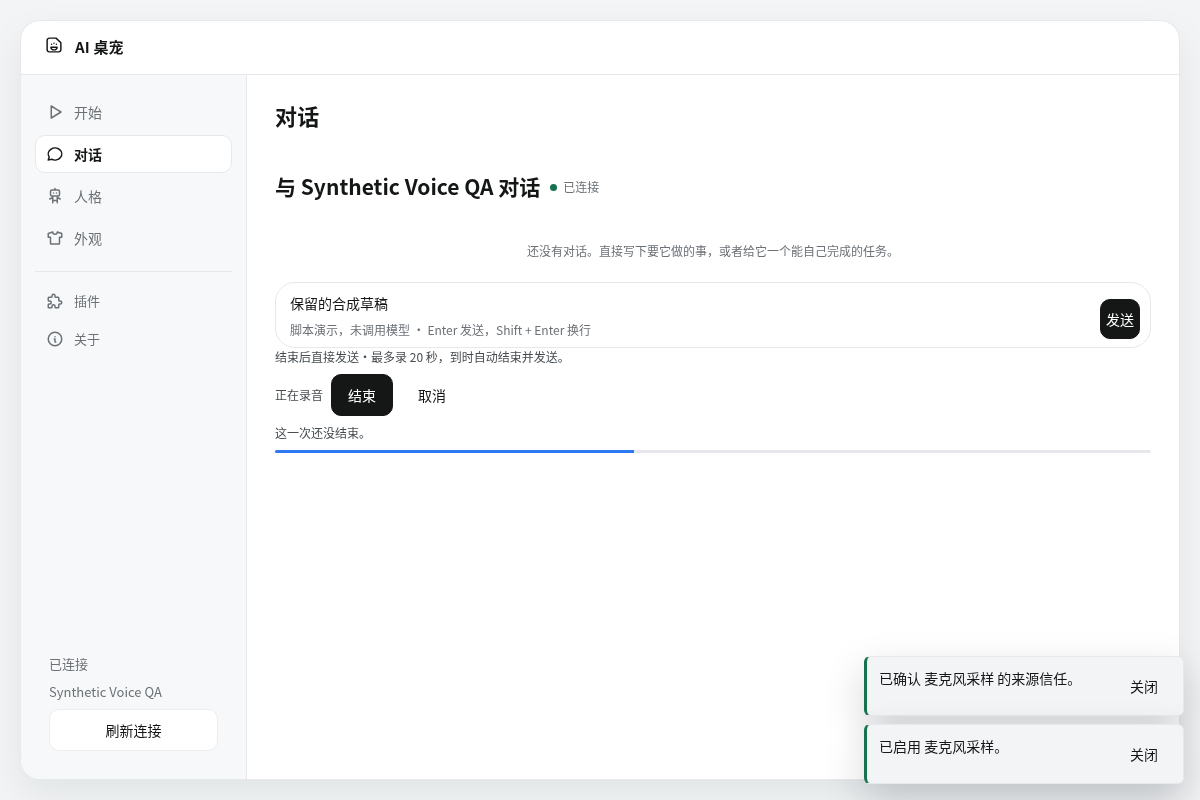 AI 桌宠
开始
对话
人格
外观
插件
关于
已连接
Synthetic Voice QA
刷新连接
对话
与 Synthetic Voice QA 对话
已连接
还没有对话。直接写下要它做的事，或者给它一个能自己完成的任务。
保留的合成草稿
脚本演示，未调用模型 · Enter 发送，Shift + Enter 换行
发送
结束后直接发送·最多录 20 秒，到时自动结束并发送。
正在录音
结束
取消
这一次还没结束。
已确认 麦克风采样 的来源信任。
关闭
已启用 麦克风采样。
关闭